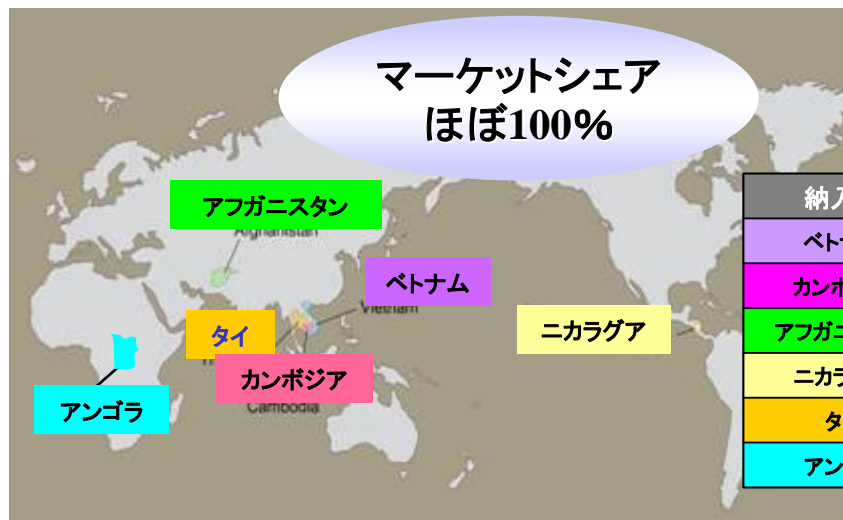 マーケットシェア
ほぼ100%
アフガニスタン
Afghanistan
ベトナム
Vietnam
タイ
ニカラグア
カンボジア
Cambodia
アンゴラ
納入
ベト
カンボ
アフガニ
ニカラ
タ
アン